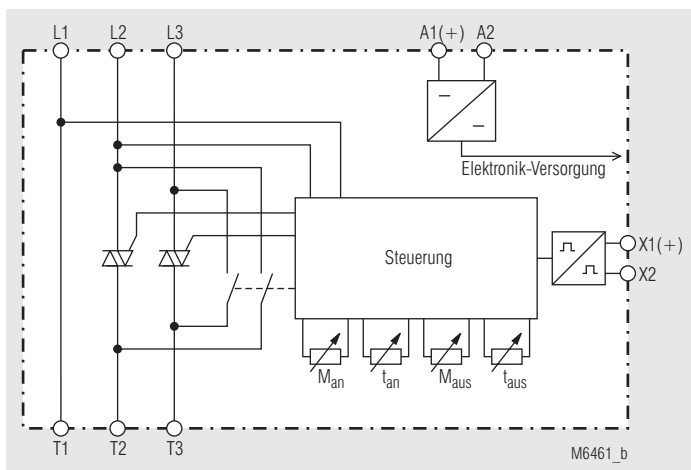 L1 L2 L3 A1(+) A2
Elektronik-Versorgung
Steuerung
X1(+)
X2
Man tan Maus taus
T1 T2 T3
M6461_b